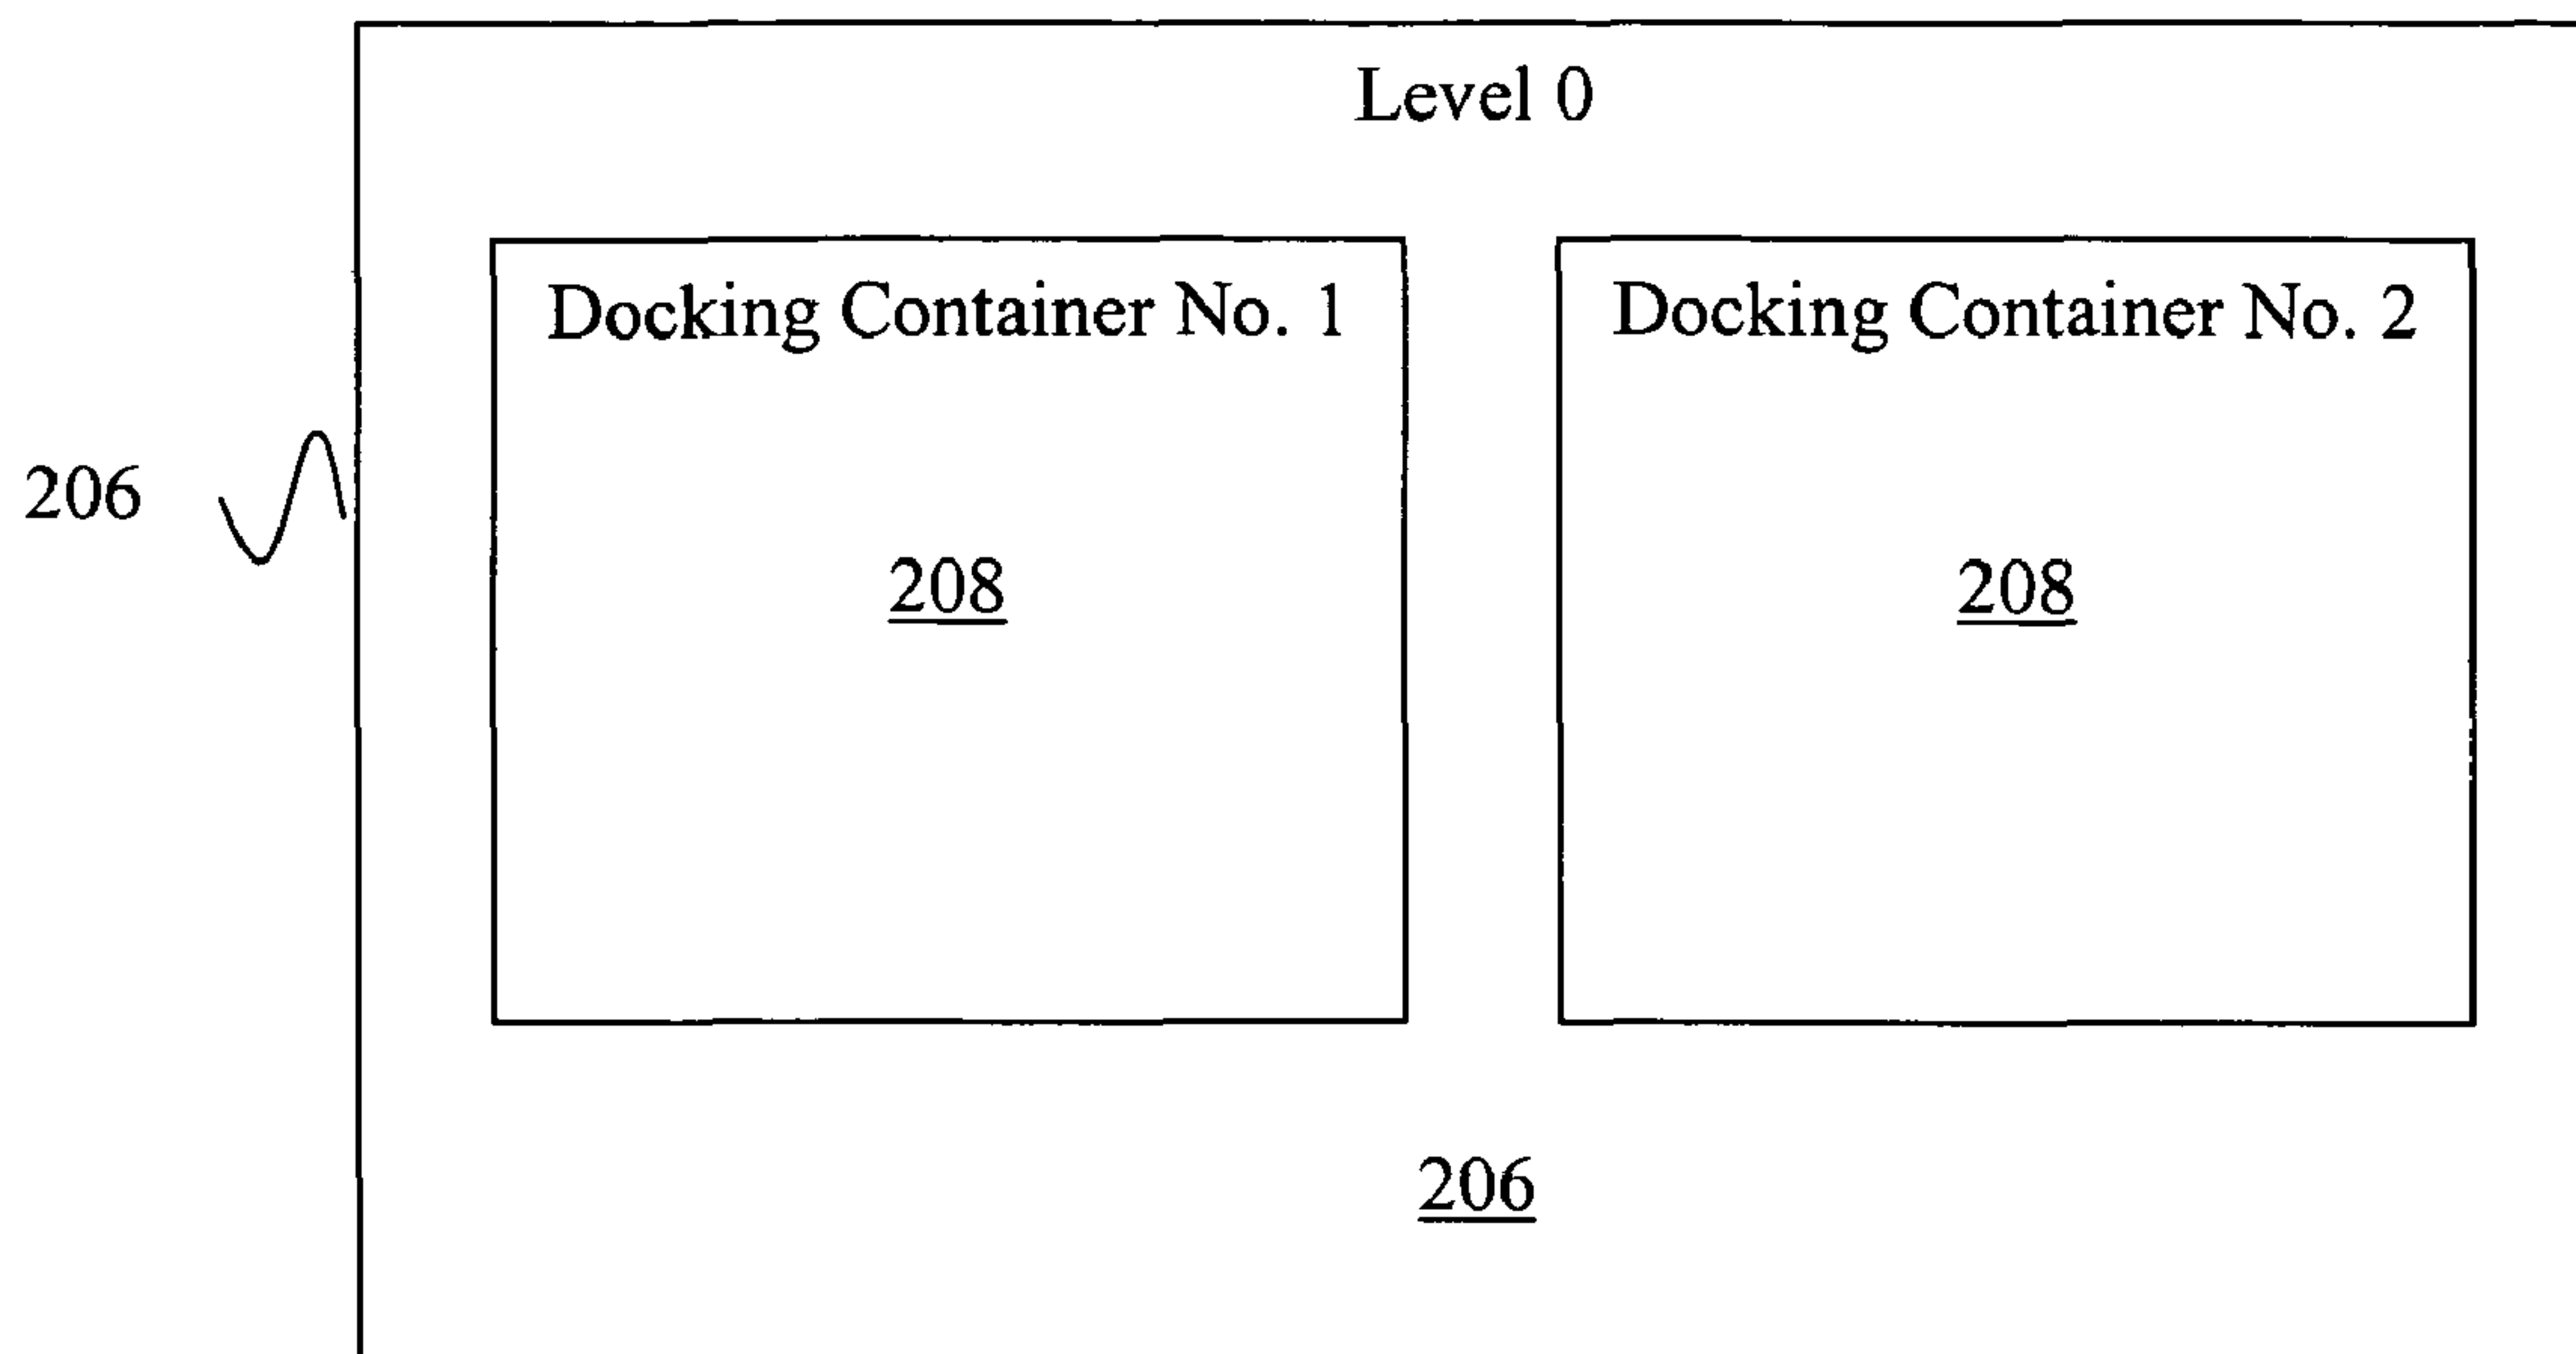 Level 0
Docking Container No. 1
Docking Container No. 2
206
208
208
206